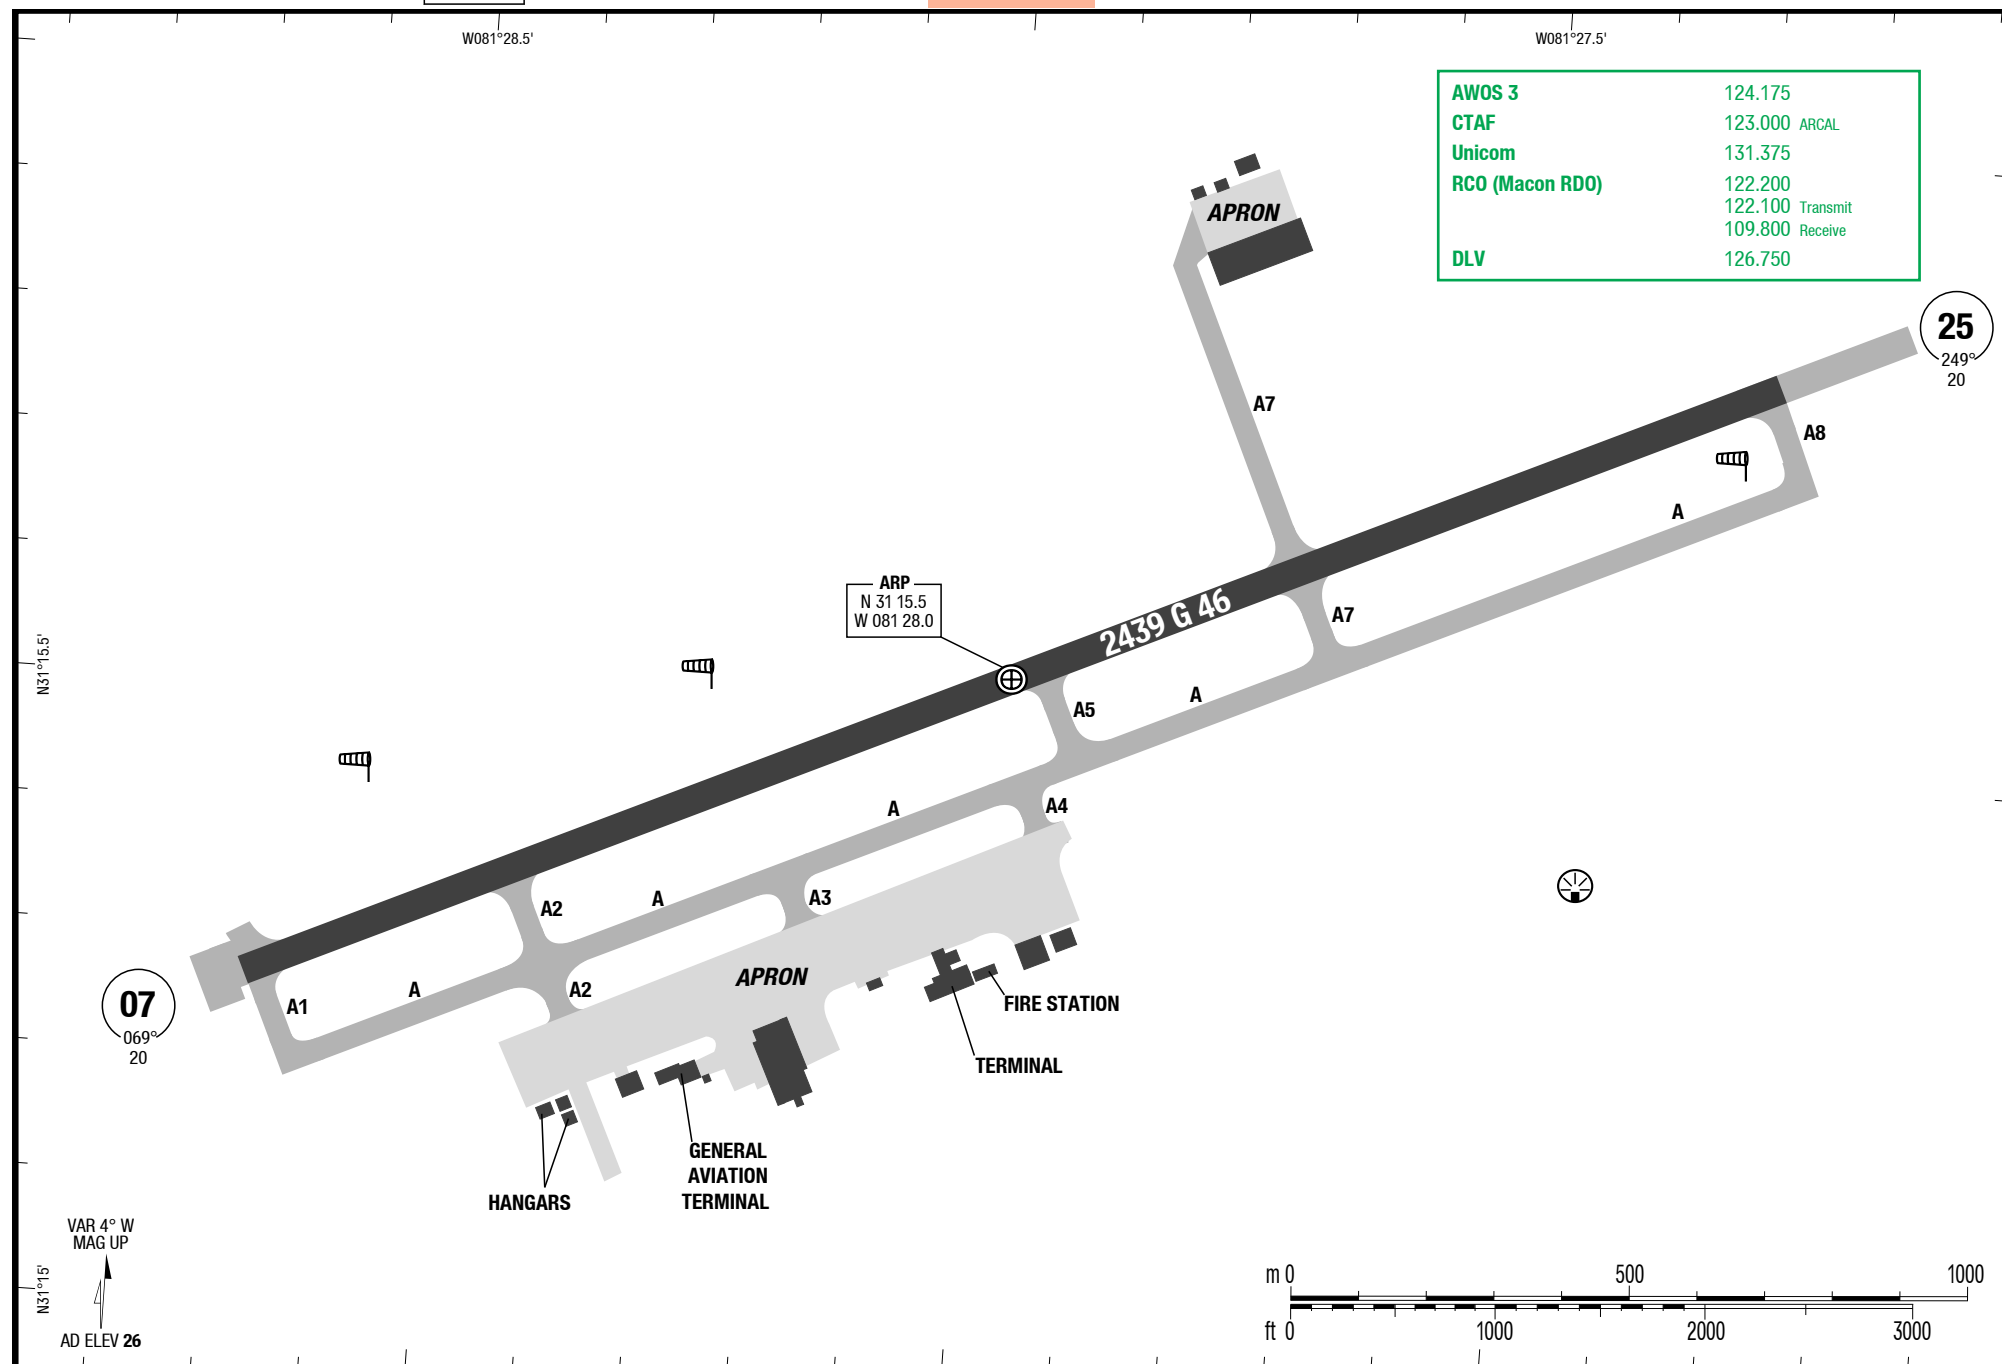 W081°28.5'
W081°27.5'
AWOS 3 124.175
CTAF 123.000 ARCAL
Unicom 131.375
RCO (Macon RDO) 122.200
122.100 Transmit
109.800 Receive
DLV 126.750
APRON
25
249°
20
A7
A8
A
ARP
N 31 15.5
W 081 28.0
2439 G 46
A7
N31°15.5'
A5
A
A
A4
A2
A
A3
A1
A
A2
APRON
07
069°
20
FIRE STATION
TERMINAL
GENERAL
AVIATION
TERMINAL
HANGARS
VAR 4° W
MAG UP
N31°15'
AD ELEV 26
m 0 500 1000
ft 0 1000 2000 3000